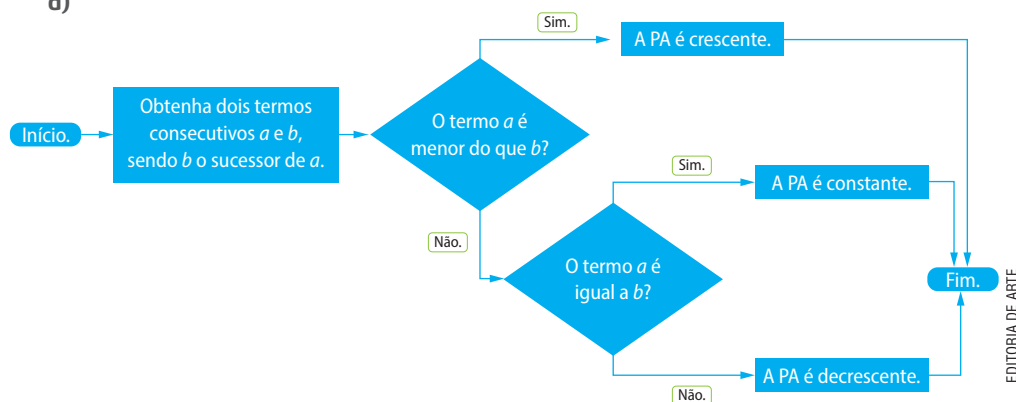 d)
Início.
Obtenha dois termos
consecutivos a e b,
sendo b o sucessor de a.
O termo a é
menor do que b?
Sim.
A PA é crescente.
Não.
O termo a é
igual a b?
Sim.
A PA é constante.
Não.
A PA é decrescente.
Fim.
EDITORIA DE ARTE